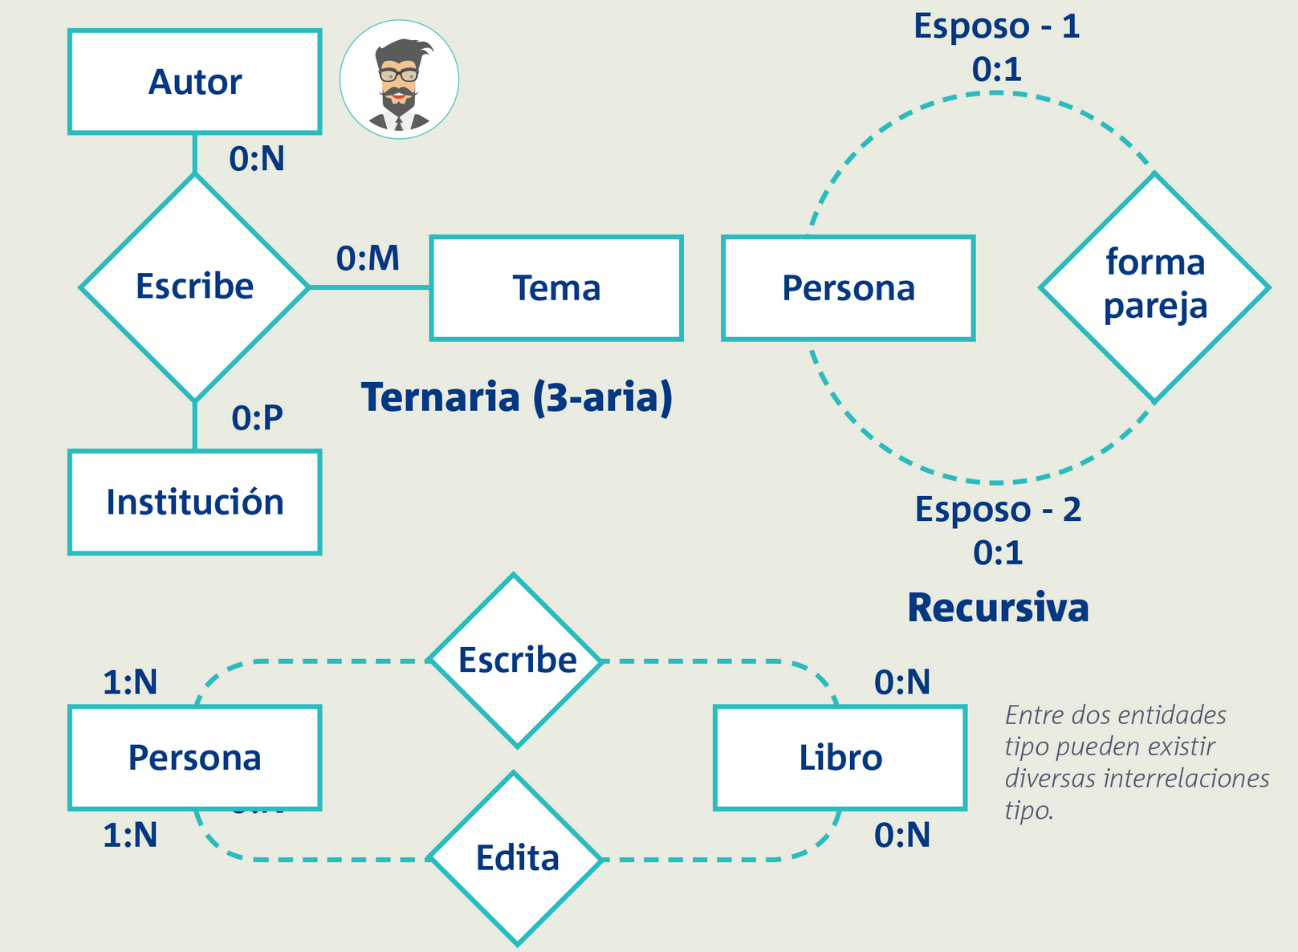 Autor
0:N
Escribe
0:M
Tema
Ternaria (3-aria)
0:P
Institución
Esposo - 1
0:1
Persona
forma
pareja
Esposo - 2
0:1
Recursiva
Escribe
1:N
Persona
1:N
Edita
0:N
Libro
0:N
Entre dos entidades
tipo pueden existir
diversas interrelaciones
tipo.